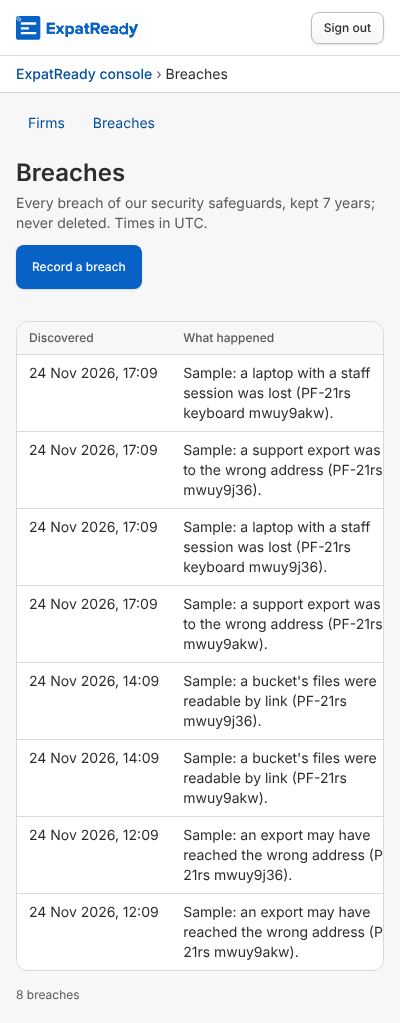 ExpatReady
Sign out
ExpatReady console › Breaches
Firms Breaches
Breaches
Every breach of our security safeguards, kept 7 years;
never deleted. Times in UTC.
Record a breach
Discovered What happened
24 Nov 2026, 17:09 Sample: a laptop with a staff
session was lost (PF-21rs
keyboard mwuy9akw).
24 Nov 2026, 17:09 Sample: a support export was
to the wrong address (PF-21rs
mwuy9j36).
24 Nov 2026, 17:09 Sample: a laptop with a staff
session was lost (PF-21rs
keyboard mwuy9j36).
24 Nov 2026, 17:09 Sample: a support export was
to the wrong address (PF-21rs
mwuy9akw).
24 Nov 2026, 14:09 Sample: a bucket's files were
readable by link (PF-21rs
mwuy9j36).
24 Nov 2026, 14:09 Sample: a bucket's files were
readable by link (PF-21rs
mwuy9akw).
24 Nov 2026, 12:09 Sample: an export may have
reached the wrong address (P
21rs mwuy9j36).
24 Nov 2026, 12:09 Sample: an export may have
reached the wrong address (P
21rs mwuy9akw).
8 breaches